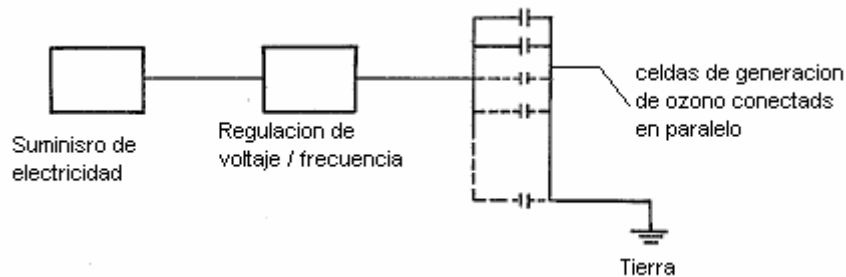 Suminisro de
electricidad
Regulacion de
voltaje / frecuencia
celdas de generacion
de ozono conectads
en paralelo
Tierra